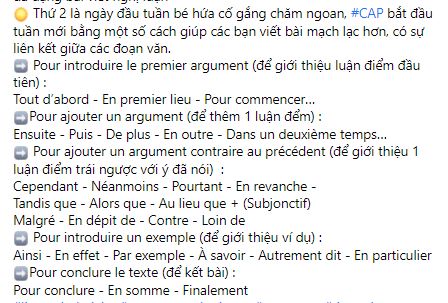 Thứ 2 là ngày đầu tuần bé hứa cố gắng chăm ngoan, #CAP bắt đầu
tuần mới bằng một số cách giúp các bạn viết bài mạch lạc hơn, có sự
liên kết giữa các đoạn văn.
Pour introduire le premier argument (để giới thiệu luận điểm đầu
tiên) :
Tout d'abord - En premier lieu - Pour commencer...
Pour ajouter un argument (để thêm 1 luận đểm) :
Ensuite - Puis - De plus - En outre - Dans un deuxième temps...
Pour ajouter un argument contraire au précédent (để giới thiệu 1
luận điểm trái ngược với ý đã nói) :
Cependant - Néanmoins - Pourtant - En revanche -
Tandis que - Alors que - Au lieu que + (Subjonctif)
Malgré - En dépit de - Contre - Loin de
Pour introduire un exemple (để giới thiệu ví dụ) :
Ainsi - En effet - Par exemple - À savoir - Autrement dit - En particulier
Pour conclure le texte (để kết bài) :
Pour conclure - En somme - Finalement